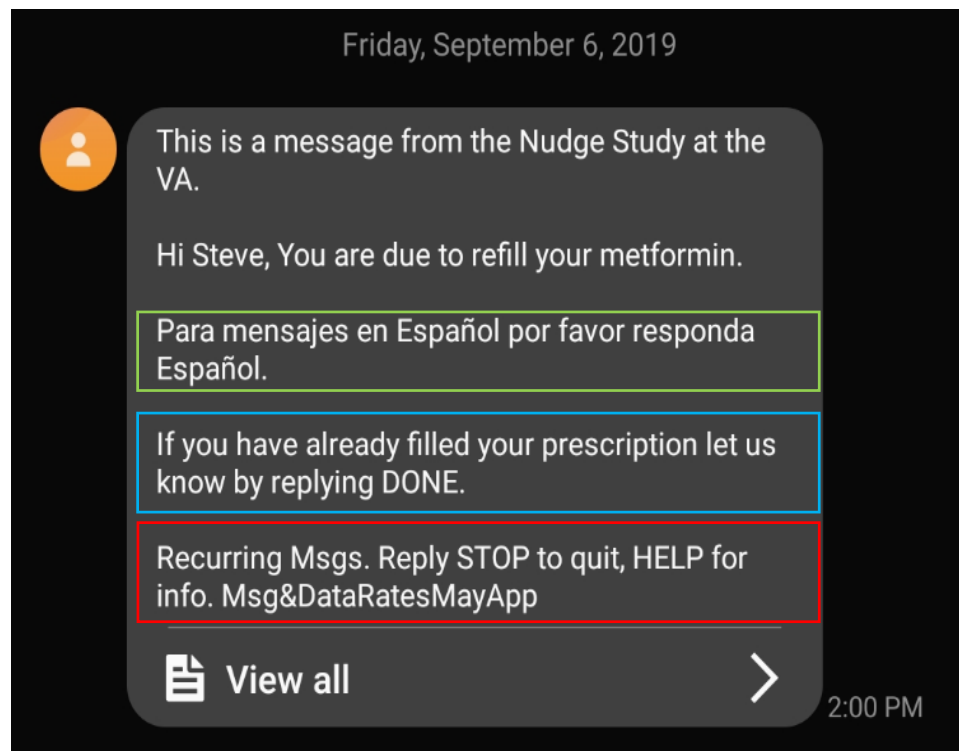 Friday, September 6, 2019
This is a message from the Nudge Study at the
VA.
Hi Steve, You are due to refill your metformin.
Para mensajes en Español por favor responda
Español.
If you have already filled your prescription let us
know by replying DONE.
Recurring Msgs. Reply STOP to quit, HELP for
info. Msg&DataRatesMayApp
View all
2:00 PM